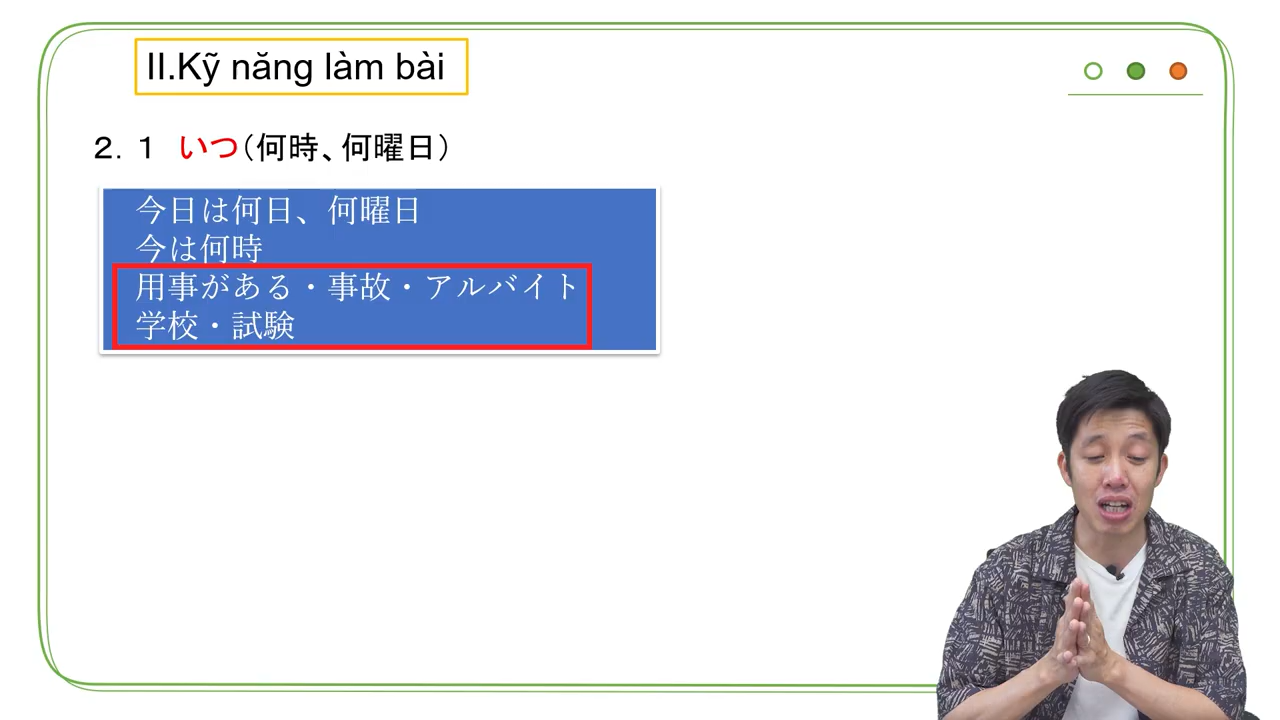 II.Kỹ năng làm bài
２．１　いつ（何時、何曜日）
今日は何日、何曜日
今は何時
用事がある・事故・アルバイト
学校・試験